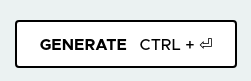 GENERATE CTRL + ⏎